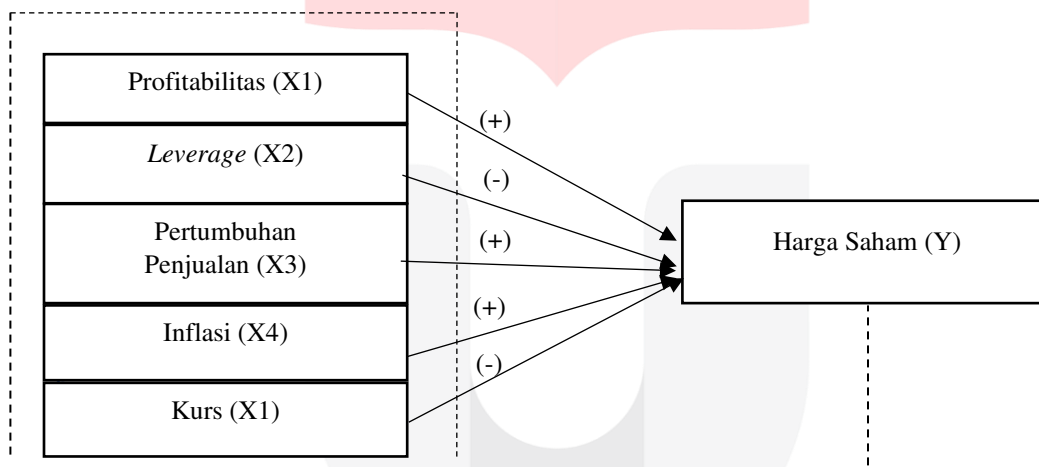 Profitabilitas (X1)
Leverage (X2)
Pertumbuhan
Penjualan (X3)
Inflasi (X4)
Kurs (X1)
(+)
(-)
(+)
(+)
(-)
Harga Saham (Y)